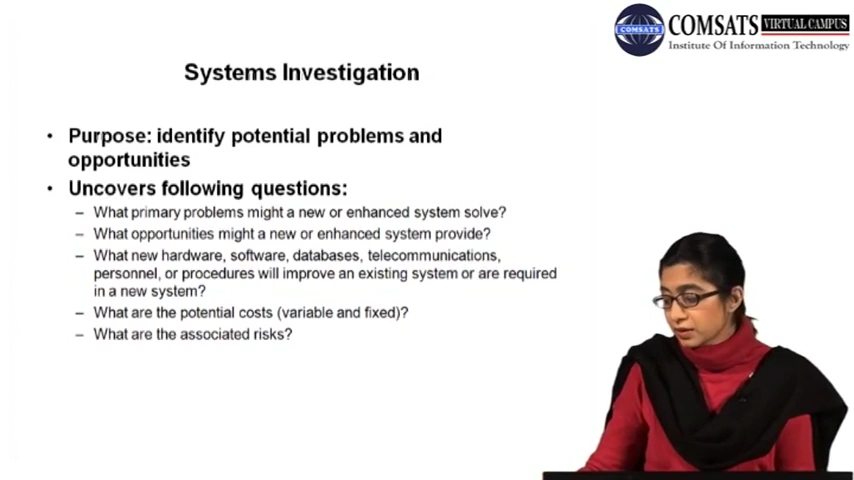 COMSATS
COMSATS VIRTUAL CAMPUS
Institute Of Information Technology
Systems Investigation
• Purpose: identify potential problems and
opportunities
• Uncovers following questions:
– What primary problems might a new or enhanced system solve?
– What opportunities might a new or enhanced system provide?
– What new hardware, software, databases, telecommunications,
personnel, or procedures will improve an existing system or are required
in a new system?
– What are the potential costs (variable and fixed)?
– What are the associated risks?